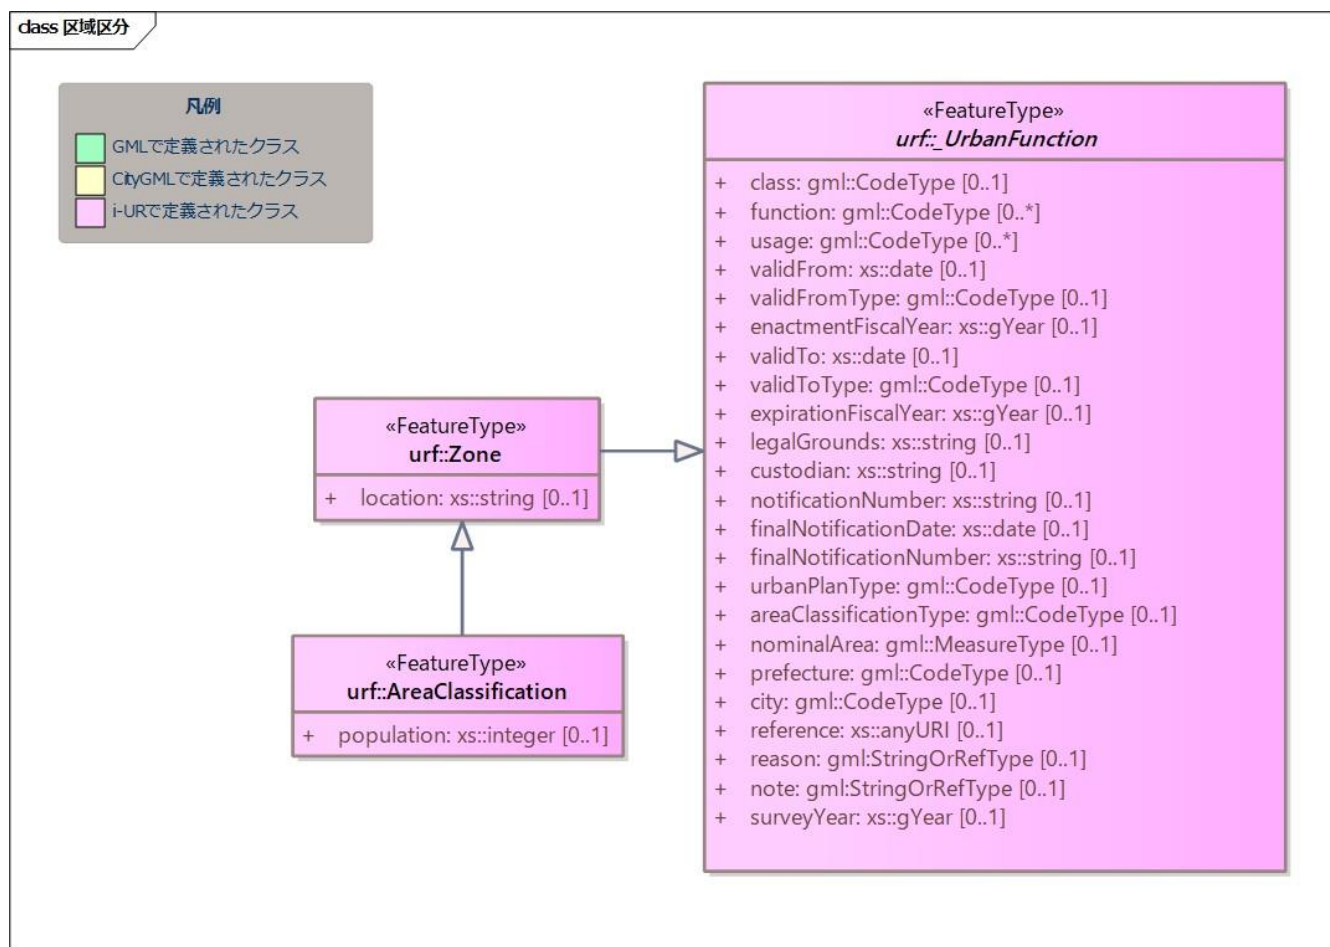 class 区域区分
凡例
GMLで定義されたクラス
CityGMLで定義されたクラス
i-URで定義されたクラス
«FeatureType»
urf::_UrbanFunction
+ class: gml::CodeType [0..1]
+ function: gml::CodeType [0..*]
+ usage: gml::CodeType [0..*]
+ validFrom: xs::date [0..1]
+ validFromType: gml::CodeType [0..1]
+ enactmentFiscalYear: xs::gYear [0..1]
+ validTo: xs::date [0..1]
+ validToType: gml::CodeType [0..1]
+ expirationFiscalYear: xs::gYear [0..1]
+ legalGrounds: xs::string [0..1]
+ custodian: xs::string [0..1]
+ notificationNumber: xs::string [0..1]
+ finalNotificationDate: xs::date [0..1]
+ finalNotificationNumber: xs::string [0..1]
+ urbanPlanType: gml::CodeType [0..1]
+ areaClassificationType: gml::CodeType [0..1]
+ nominalArea: gml::MeasureType [0..1]
+ prefecture: gml::CodeType [0..1]
+ city: gml::CodeType [0..1]
+ reference: xs::anyURI [0..1]
+ reason: gml:StringOrRefType [0..1]
+ note: gml:StringOrRefType [0..1]
+ surveyYear: xs::gYear [0..1]
«FeatureType»
urf::Zone
+ location: xs::string [0..1]
«FeatureType»
urf::AreaClassification
+ population: xs::integer [0..1]